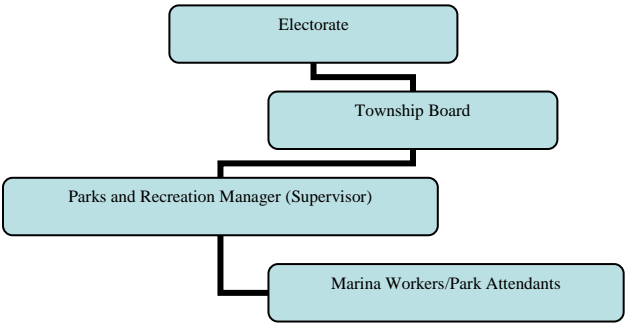 Electorate
Township Board
Parks and Recreation Manager (Supervisor)
Marina Workers/Park Attendants